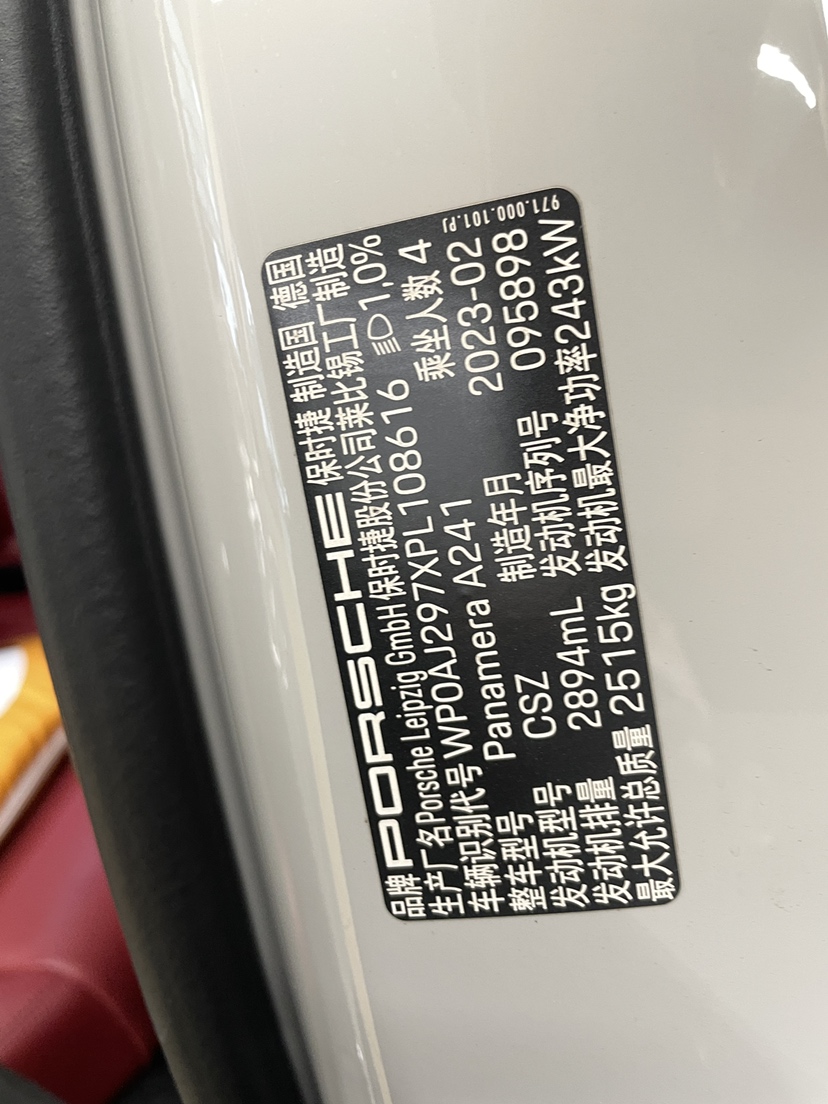 品牌 PORSCHE 保时捷 制造国 德国
生产厂名Porsche Leipzig GmbH保时捷股份公司莱比锡工厂制造
车辆识别代号 WP0AJ297XPL108616 1,0%
整车型号 Panamera A241 乘坐人数 4
发动机型号 CSZ 制造年月 2023-02
发动机排量 2894mL 发动机序列号 095898
最大允许总质量 2515kg 发动机最大净功率243kW
971.000.101.PJ